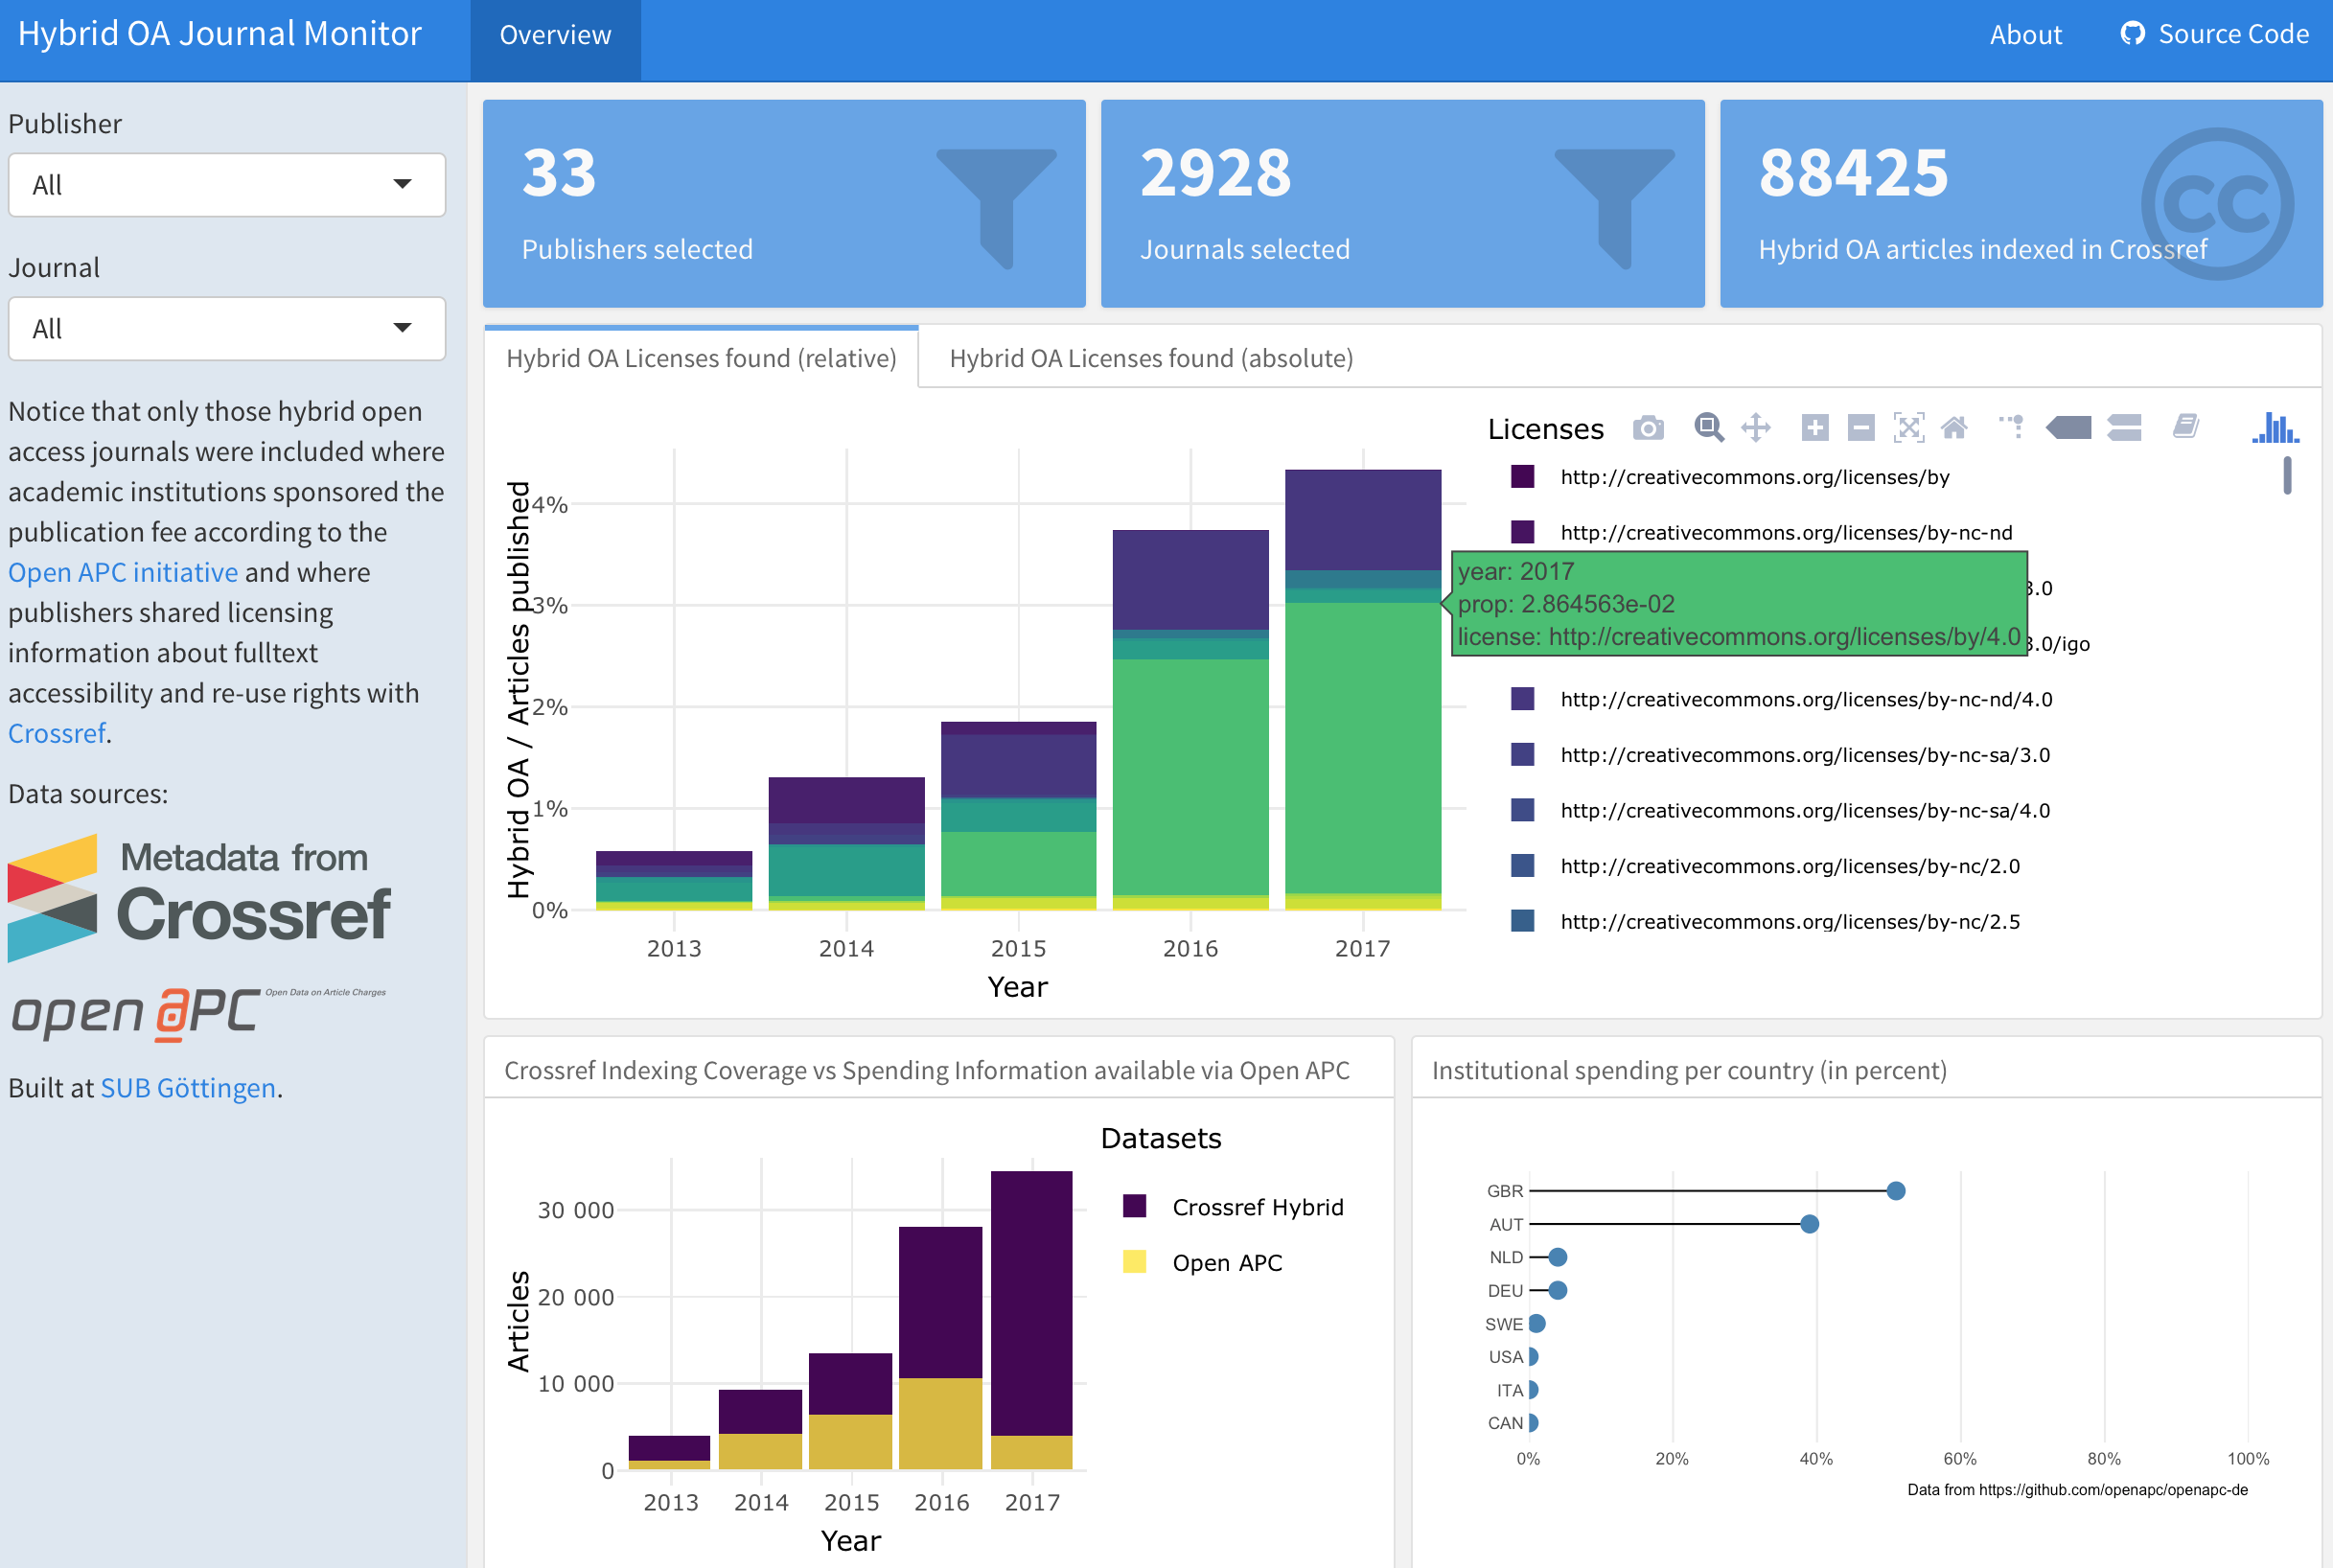 Hybrid OA Journal Monitor
Overview
About
Source Code
Publisher
All
Journal
All
Notice that only those hybrid open
access journals were included where
academic institutions sponsored the
publication fee according to the
Open APC initiative and where
publishers shared licensing
information about fulltext
accessibility and re-use rights with
Crossref.
Data sources:
Metadata from
Crossref
open aPC
Open Data on Article Charges
Built at SUB Göttingen.
33
Publishers selected
2928
Journals selected
88425
Hybrid OA articles indexed in Crossref
cc
Hybrid OA Licenses found (relative)
Hybrid OA Licenses found (absolute)
Hybrid OA / Articles published
4%
3%
2%
1%
0%
2013
2014
2015
2016
2017
Year
Licenses
http://creativecommons.org/licenses/by
http://creativecommons.org/licenses/by-nc-nd
3.0
3.0/igo
http://creativecommons.org/licenses/by-nc-nd/4.0
http://creativecommons.org/licenses/by-nc-sa/3.0
http://creativecommons.org/licenses/by-nc-sa/4.0
http://creativecommons.org/licenses/by-nc/2.0
http://creativecommons.org/licenses/by-nc/2.5
year: 2017
prop: 2.864563e-02
license: http://creativecommons.org/licenses/by/4.0
Crossref Indexing Coverage vs Spending Information available via Open APC
Articles
30 000
20 000
10 000
0
2013
2014
2015
2016
2017
Year
Datasets
Crossref Hybrid
Open APC
Institutional spending per country (in percent)
GBR
AUT
NLD
DEU
SWE
USA
ITA
CAN
0%
20%
40%
60%
80%
100%
Data from https://github.com/openapc/openapc-de